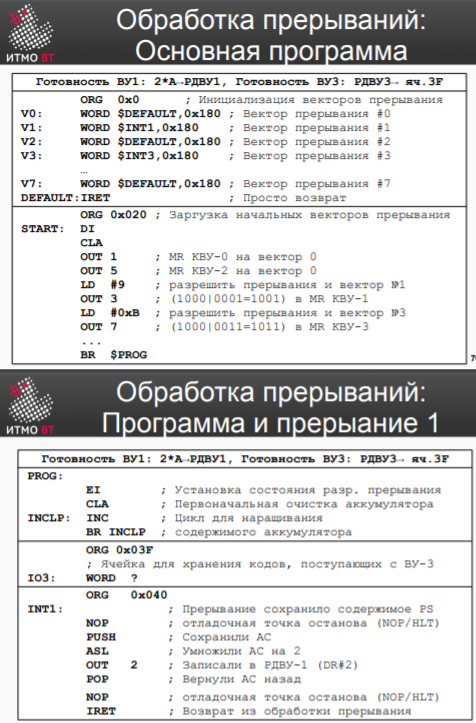 Обработка прерываний:
Основная программа
ИТМО ВТ
Готовность ВУ1: 2*A→РДВУ1, Готовность ВУ3: РДВУ3→ яч.3F
ORG 0x0 ; Инициализация векторов прерывания
V0: WORD $DEFAULT,0x180 ; Вектор прерывания #0
V1: WORD $INT1,0x180 ; Вектор прерывания #1
V2: WORD $DEFAULT,0x180 ; Вектор прерывания #2
V3: WORD $INT3,0x180 ; Вектор прерывания #3
…
V7: WORD $DEFAULT,0x180 ; Вектор прерывания #7
DEFAULT:IRET ; Просто возврат
ORG 0x020 ; Загрузка начальных векторов прерывания
START: DI
CLA
OUT 1 ; MR КВУ-0 на вектор 0
OUT 5 ; MR КВУ-2 на вектор 0
LD #9 ; разрешить прерывания и вектор №1
OUT 3 ; (1000|0001=1001) в MR КВУ-1
LD #0xB ; разрешить прерывания и вектор №3
OUT 7 ; (1000|0011=1011) в MR КВУ-3
...
BR $PROG
Обработка прерываний:
Программа и прерыание 1
ИТМО ВТ
Готовность ВУ1: 2*A→РДВУ1, Готовность ВУ3: РДВУ3→ яч.3F
PROG:
EI ; Установка состояния разр. прерывания
CLA ; Первоначальная очистка аккумулятора
INCLP: INC ; Цикл для наращивания
BR INCLP ; содержимого аккумулятора
ORG 0x03F
; Ячейка для хранения кодов, поступающих с ВУ-3
IO3: WORD ?
ORG 0x040
INT1: ; Прерывание сохранило содержимое PS
NOP ; отладочная точка останова (NOP/HLT)
PUSH ; Сохранили AC
ASL ; Умножили AC на 2
OUT 2 ; Записали в РДВУ-1 (DR#2)
POP ; Вернули AC назад
NOP ; отладочная точка останова (NOP/HLT)
IRET ; Возврат из обработки прерывания